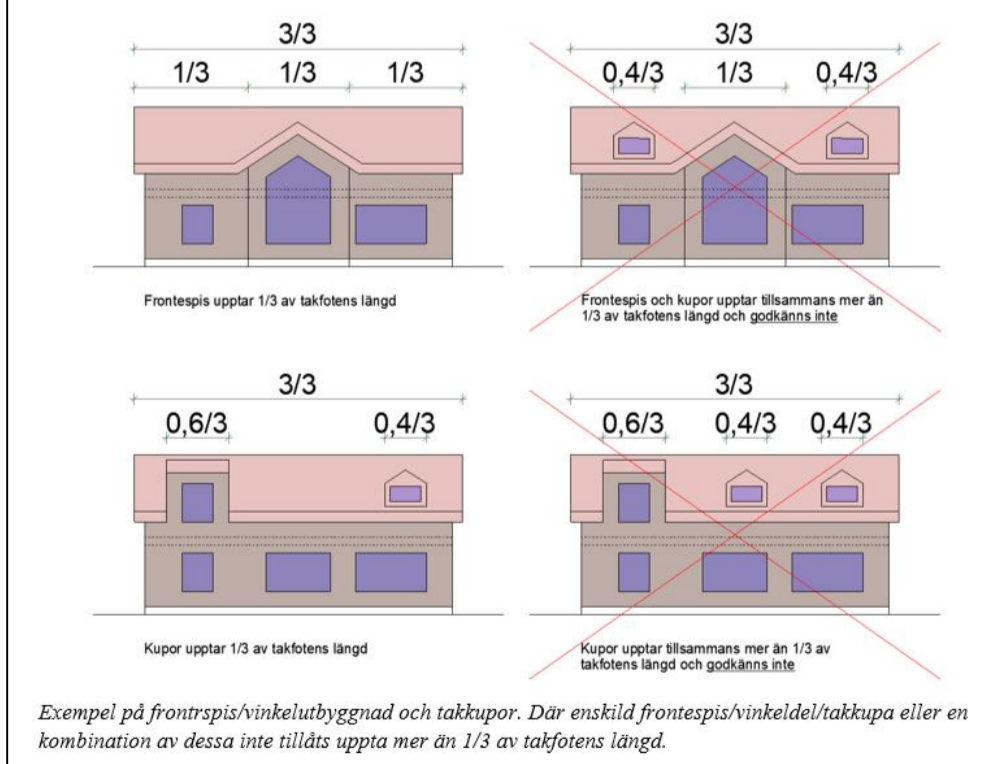 3/3
1/3 1/3 1/3
Frontespis upptar 1/3 av takfotens längd
3/3
0,4/3 1/3 0,4/3
Frontespis och kupor upptar tillsammans mer än
1/3 av takfotens längd och godkänns inte
3/3
0,6/3 0,4/3
Kupor upptar 1/3 av takfotens längd
3/3
0,6/3 0,4/3 0,4/3
Kupor upptar tillsammans mer än 1/3 av
takfotens längd och godkänns inte
Exempel på frontrspis/vinkelutbyggnad och takkupor. Där enskild frontespis/vinkeldel/takkupa eller en
kombination av dessa inte tillåts uppta mer än 1/3 av takfotens längd.